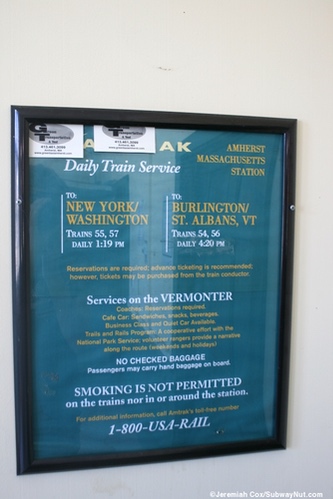 AK
Daily Train Service
AMHERST
MASSACHUSETTS
STATION
TO:
NEW YORK/
WASHINGTON
TRAINS 55, 57
DAILY 1:19 PM
TO:
BURLINGTON/
ST. ALBANS, VT
TRAINS 54, 56
DAILY 4:20 PM
Reservations are required; advance ticketing is recommended;
however, tickets may be purchased from the train conductor.
Services on the VERMONTER
Coaches: Reservations required.
Cafe Car: Sandwiches, snacks, beverages.
Business Class and Quiet Car Available.
Trails and Rails Program: A cooperative effort with the
National Park Service; volunteer rangers provide a narrative
along the route (weekends and holidays)
NO CHECKED BAGGAGE
Passengers may carry hand baggage on board.
SMOKING IS NOT PERMITTED
on the trains nor in or around the station.
For additional information, call Amtrak's toll-free number
1-800-USA-RAIL
©Jeremiah Cox/SubwayNut.com